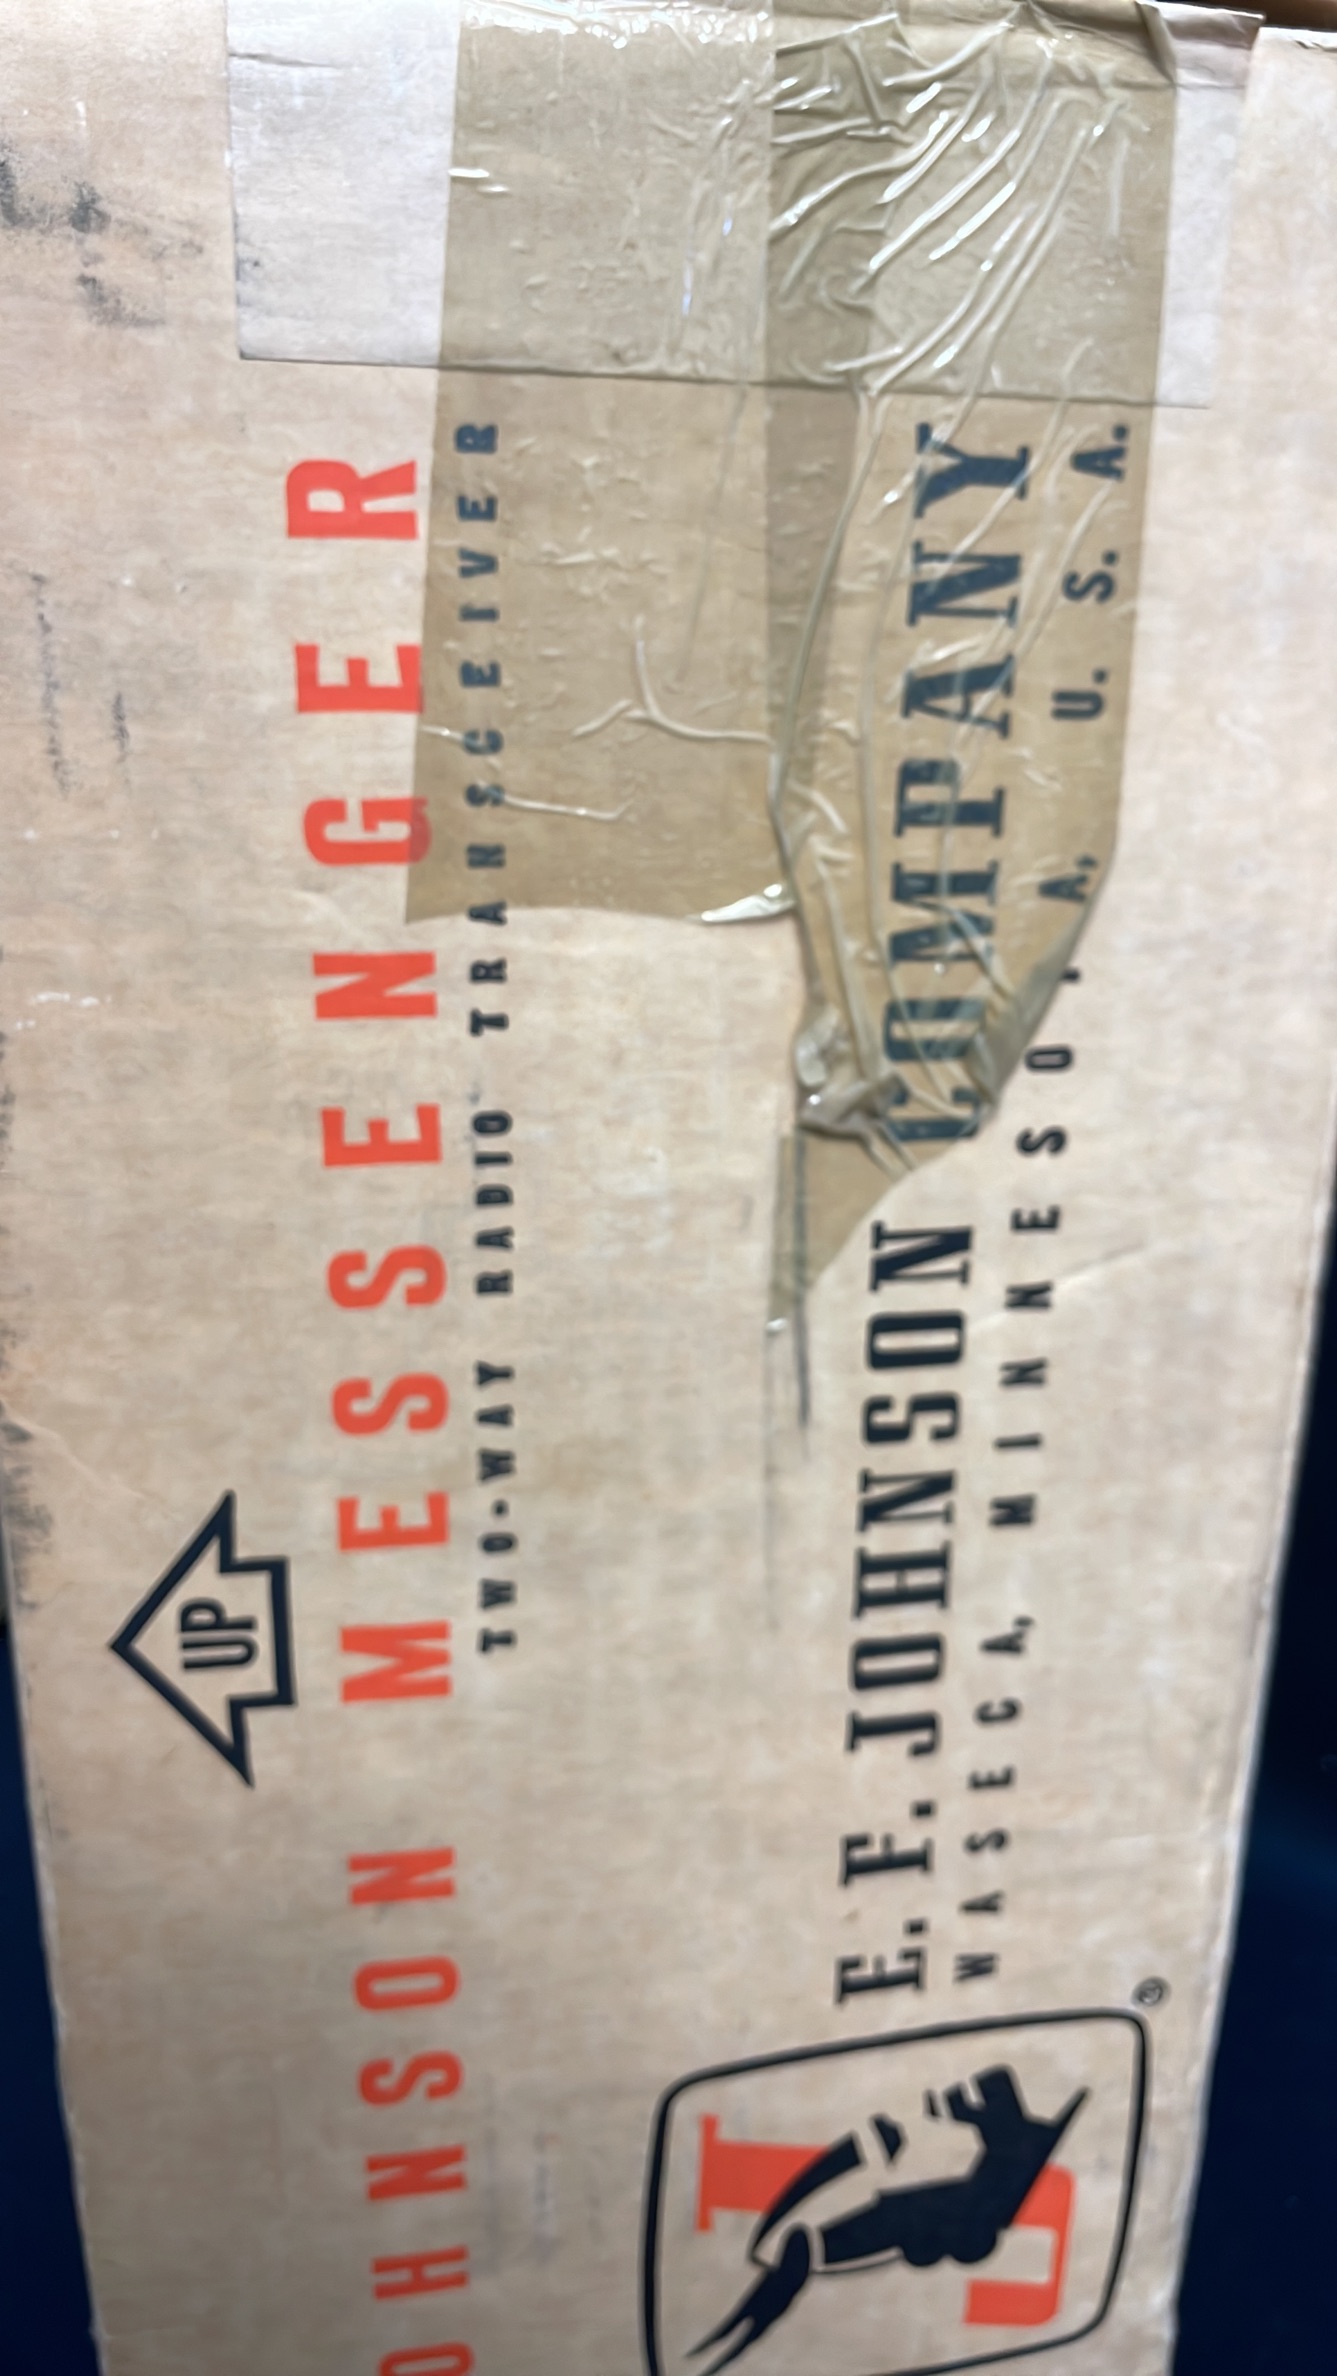 UP
OHNSON MESSENGER
TWO-WAY RADIO TRANSCEIVER
E. F. JOHNSON COMPANY
WASECA, MINNESOTA, U. S. A.
J
®